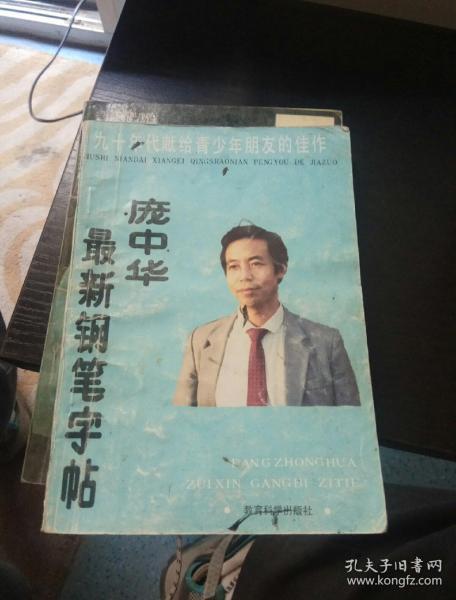 九十年代献给青少年朋友的佳作
JIUSHI NIANDAI XIANGEI QINGSHAONIAN PENGYOU DE JIAZUO
庞中华
最新钢笔字帖
PANG ZHONGHUA
ZUIXIN GANGBI ZITIE
·教育科学出版社·
孔夫子旧书网
www.kongfz.com